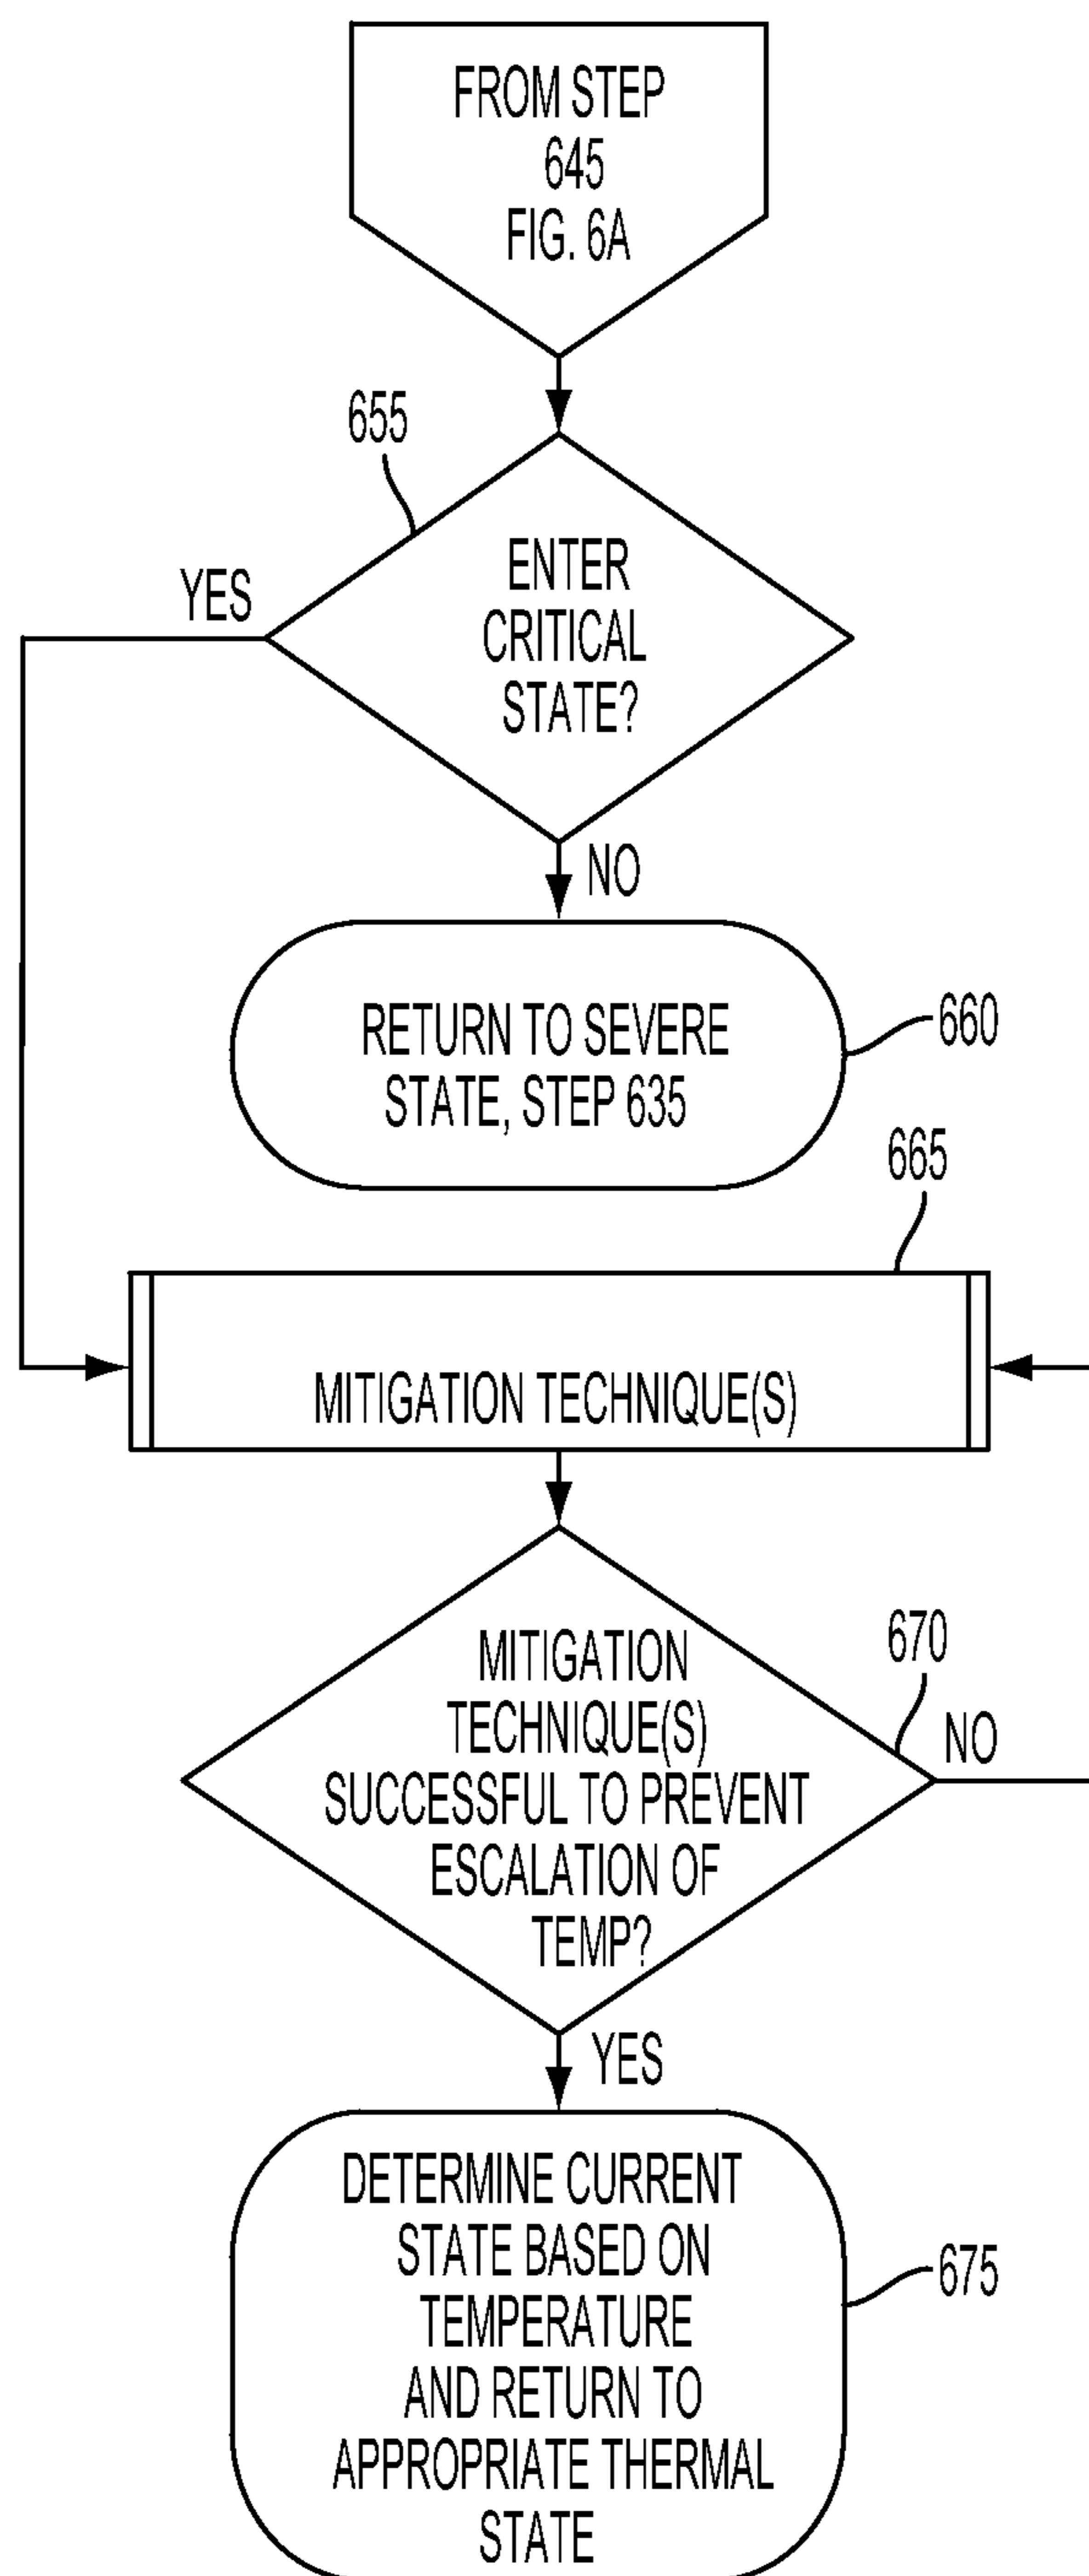 FROM STEP
645
FIG. 6A
655
YES
ENTER
CRITICAL
STATE?
NO
RETURN TO SEVERE
STATE, STEP 635
660
665
MITIGATION TECHNIQUE(S)
670
NO
MITIGATION
TECHNIQUE(S)
SUCCESSFUL TO PREVENT
ESCALATION OF
TEMP?
YES
DETERMINE CURRENT
STATE BASED ON
TEMPERATURE
AND RETURN TO
APPROPRIATE THERMAL
STATE
675